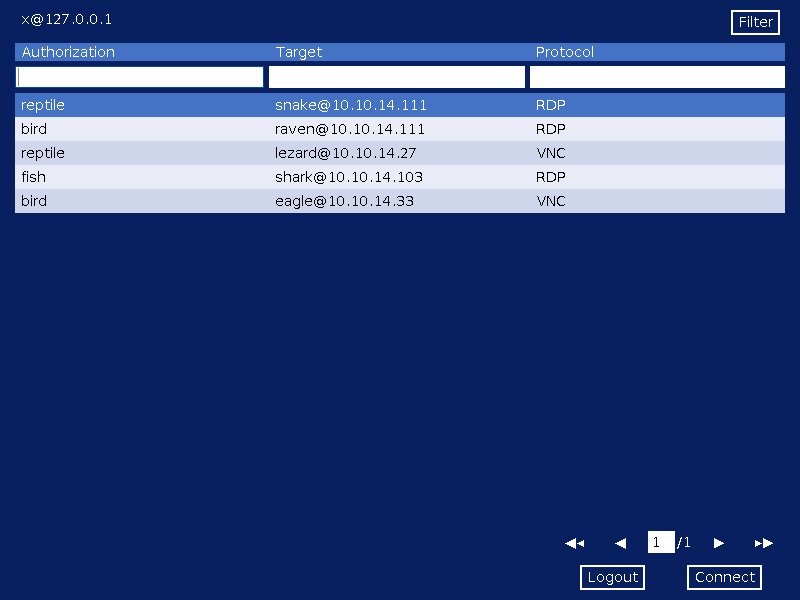 x@127.0.0.1
Filter
Authorization Target Protocol
reptile snake@10.10.14.111 RDP
bird raven@10.10.14.111 RDP
reptile lezard@10.10.14.27 VNC
fish shark@10.10.14.103 RDP
bird eagle@10.10.14.33 VNC
1 /1
Logout Connect